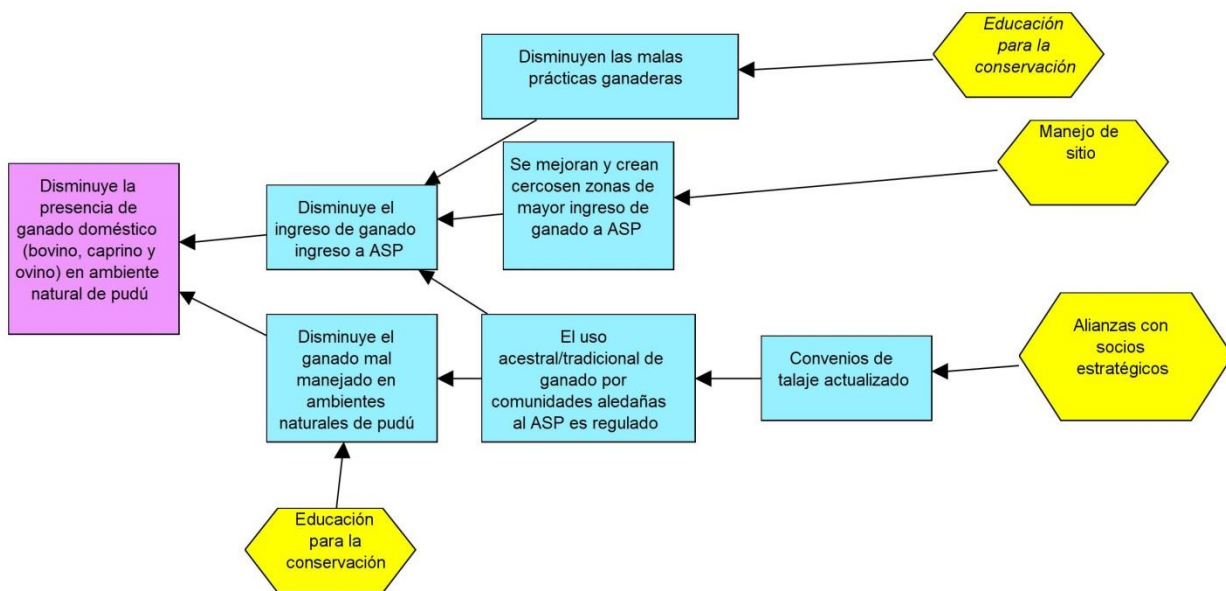 Educación
para la
conservación
Disminuyen las malas
prácticas ganaderas
Manejo de
sitio
Se mejoran y crean
cercosen zonas de
mayor ingreso de
ganado a ASP
Disminuye la
presencia de
ganado doméstico
(bovino, caprino y
ovino) en ambiente
natural de pudú
Disminuye el
ingreso de ganado
ingreso a ASP
Disminuye el
ganado mal
manejado en
ambientes
naturales de pudú
El uso
acestral/tradicional de
ganado por
comunidades aledañas
al ASP es regulado
Convenios de
talaje actualizado
Alianzas con
socios
estratégicos
Educación
para la
conservación